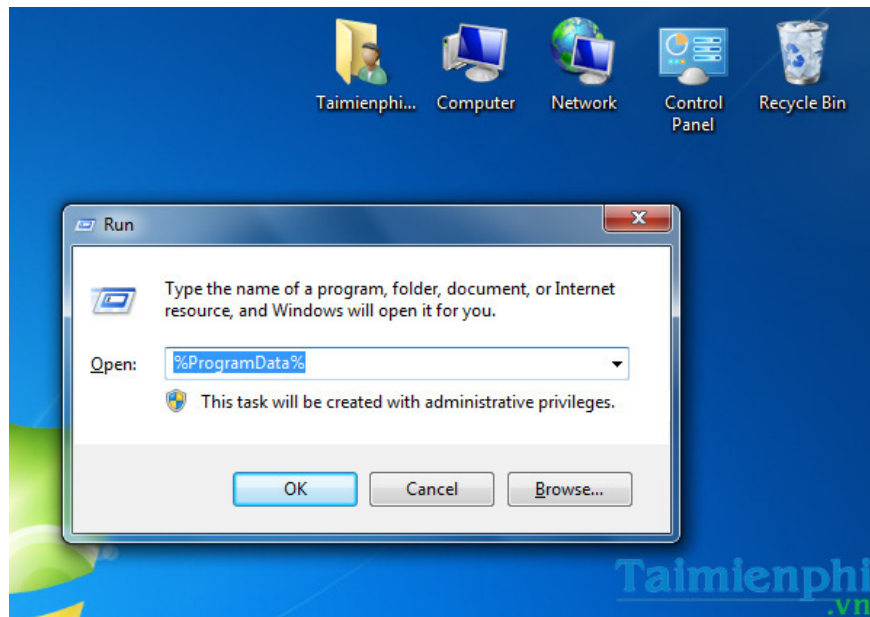 Taimienphi...
Computer
Network
Control
Panel
Recycle Bin
Run
Type the name of a program, folder, document, or Internet
resource, and Windows will open it for you.
Open:
%ProgramData%
This task will be created with administrative privileges.
OK
Cancel
Browse...
Taimienphi
.vn